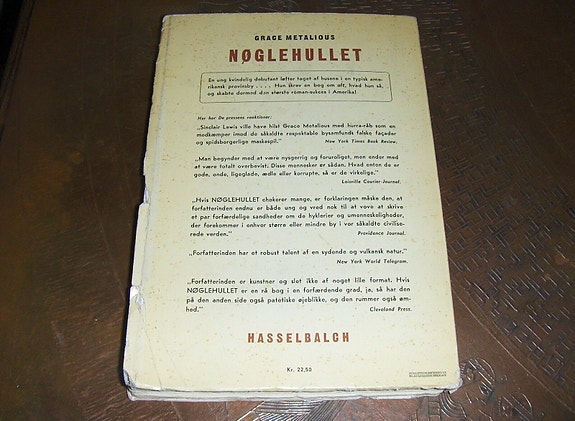 GRACE METALIOUS
NØGLEHULLET
En ung kvindelig debutant løfter taget af husene i en typisk ame-
rikansk provinsby . . . . Hun skrev en bog om alt, hvad hun så,
og skabte dermed den største roman-sukces i Amerika!
Her har De pressens reaktioner:
„Sinclair Lewis ville have hilst Grace Metalious med hurra-råb som en
modkæmper imod de såkaldte respektable bysamfunds falske façader
og spidsborgerlige maskespil."
New York Times Book Review.
„Man begynder med at være nysgerrig og foruroliget, man ender med
at være totalt overbevist. Disse mennesker er sådan. Hvad enten de er
gode, onde, ligeglade, ædle eller korrupte, så er de virkelige."
Loisville Courier-Journal.
„Hvis NØGLEHULLET chokerer mange, er forklaringen måske den, at
forfatterinden endnu er både ung og vred nok til at vove at skrive
et par forfærdelige sandheder om de hyklerier og umenneskeligheder,
der forekommer i enhver større eller mindre by i vor såkaldte civilise-
rede verden."
Providence Journal.
„Forfatterinden har et robust talent af en sydende og vulkansk natur."
New York World Telegram.
„Forfatterinden er kunstner og slet ikke af noget lille format. Hvis
NØGLEHULLET er en rå bog i en forfærdende grad, ja, så har den
på den anden side også patetiske øjeblikke, og den rummer også øm-
hed."
Cleveland Press.
HASSELBALCH
Kr. 22,50